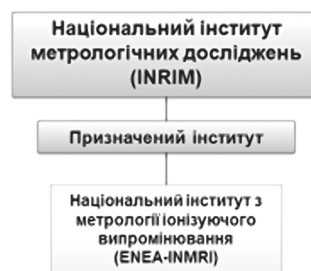 Національний інститут
метрологічних досліджень
(INRIM)
Призначений інститут
Національний інститут з
метрології іонізуючого
випромінювання
(ENEA-INMRI)